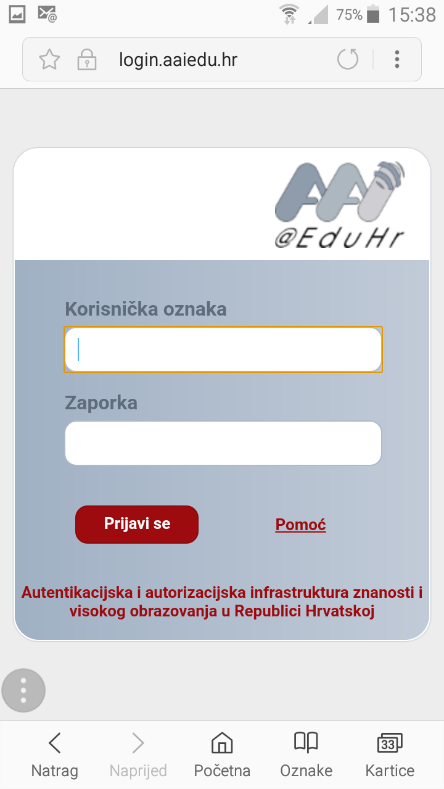 75% 15:38
login.aaiedu.hr
AAI
@EduHr
Korisnička oznaka
Zaporka
Prijavi se Pomoć
Autentikacijska i autorizacijska infrastruktura znanosti i
visokog obrazovanja u Republici Hrvatskoj
33
Natrag Naprijed Početna Oznake Kartice